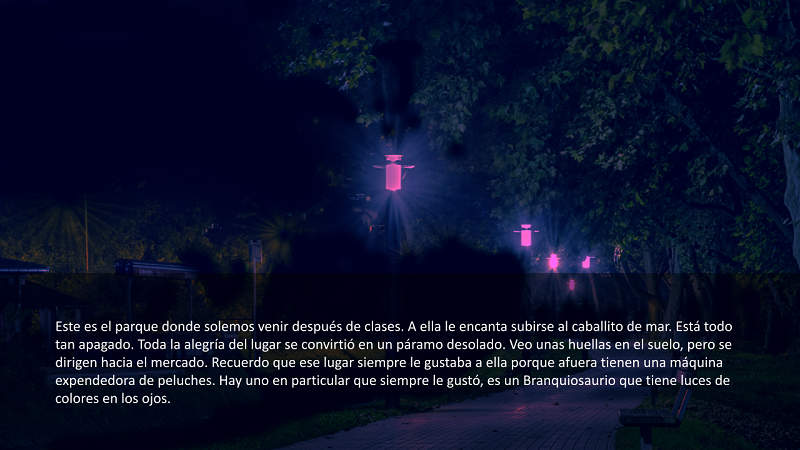 Este es el parque donde solemos venir después de clases. A ella le encanta subirse al caballito de mar. Está todo
tan apagado. Toda la alegría del lugar se convirtió en un páramo desolado. Veo unas huellas en el suelo, pero se
dirigen hacia el mercado. Recuerdo que ese lugar siempre le gustaba a ella porque afuera tienen una máquina
expendedora de peluches. Hay uno en particular que siempre le gustó, es un Branquiosaurio que tiene luces de
colores en los ojos.